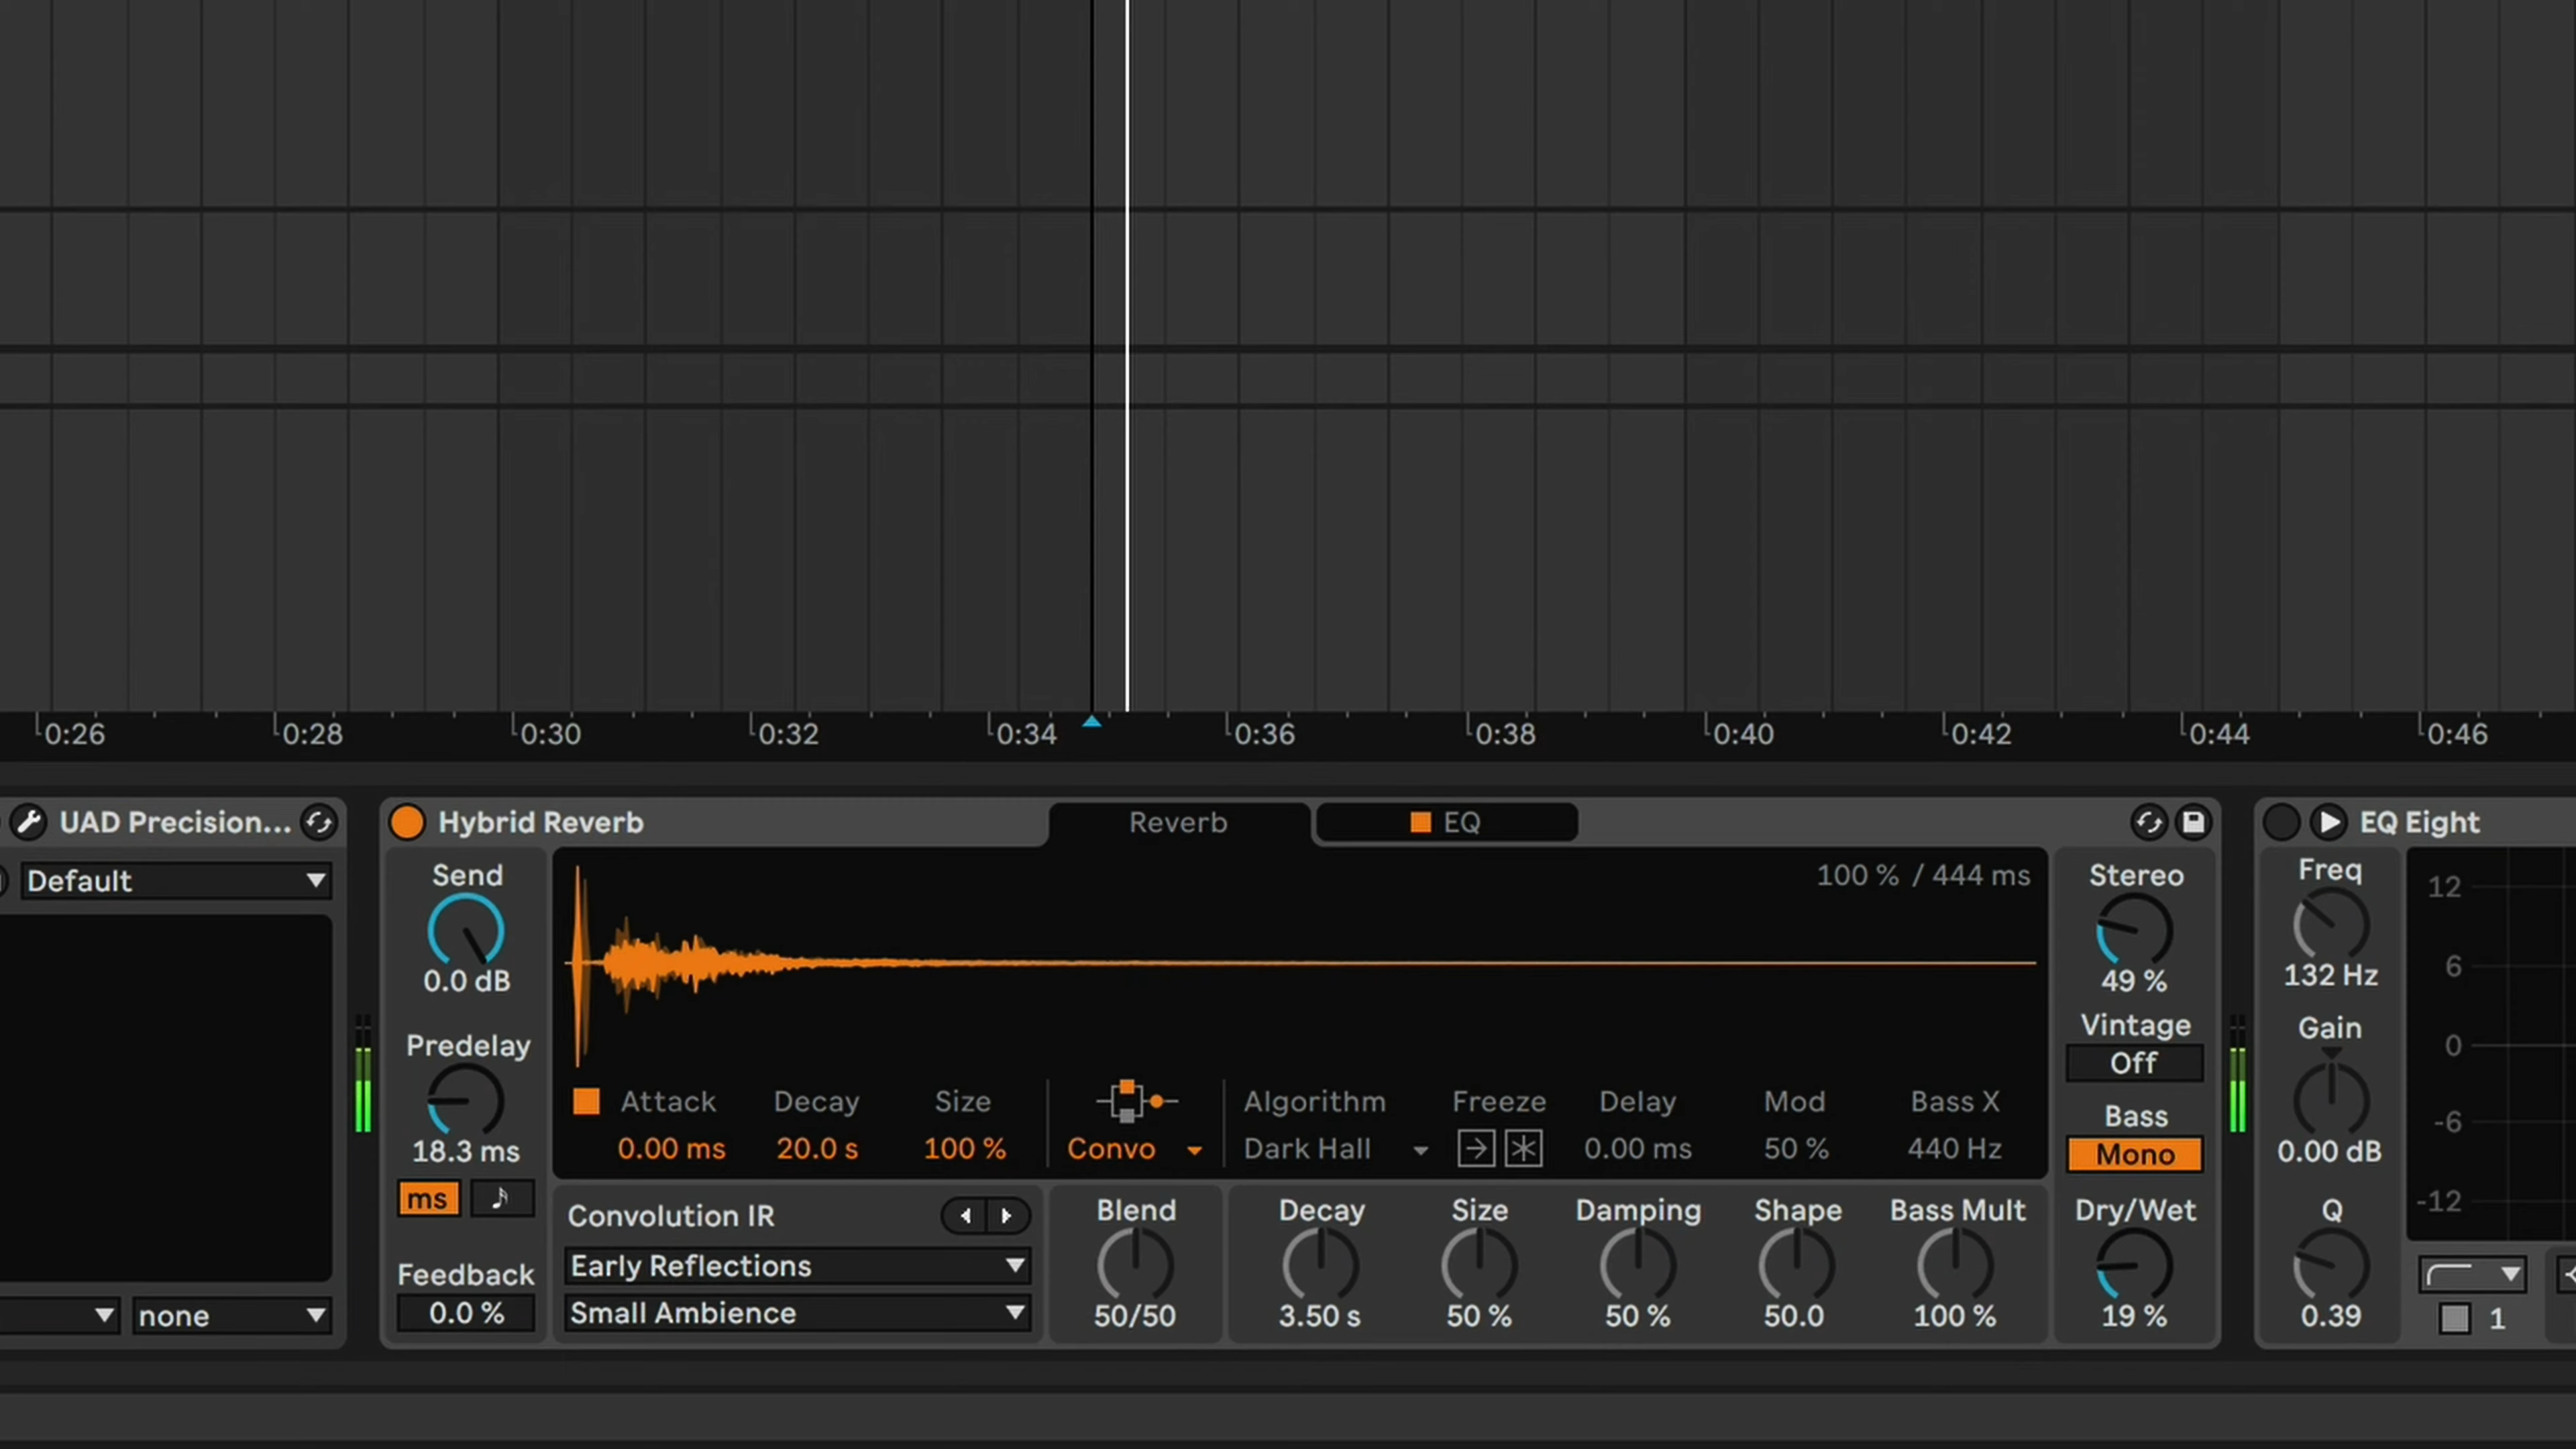 0:26 0:28 0:30 0:32 0:34 0:36 0:38 0:40 0:42 0:44 0:46
UAD Precision...
Default
none
Hybrid Reverb
Reverb
EQ
Send
0.0 dB
Predelay
18.3 ms
ms
Feedback
0.0 %
100 % / 444 ms
Attack Decay Size
0.00 ms 20.0 s 100 %
Convo
Algorithm Freeze Delay Mod Bass X
Dark Hall 0.00 ms 50 % 440 Hz
Convolution IR
Early Reflections
Small Ambience
Blend Decay Size Damping Shape Bass Mult
50/50 3.50 s 50 % 50 % 50.0 100 %
Stereo
49 %
Vintage
Off
Bass
Mono
Dry/Wet
19 %
EQ Eight
Freq
132 Hz
Gain
0.00 dB
Q
0.39
12
6
0
-6
-12
1